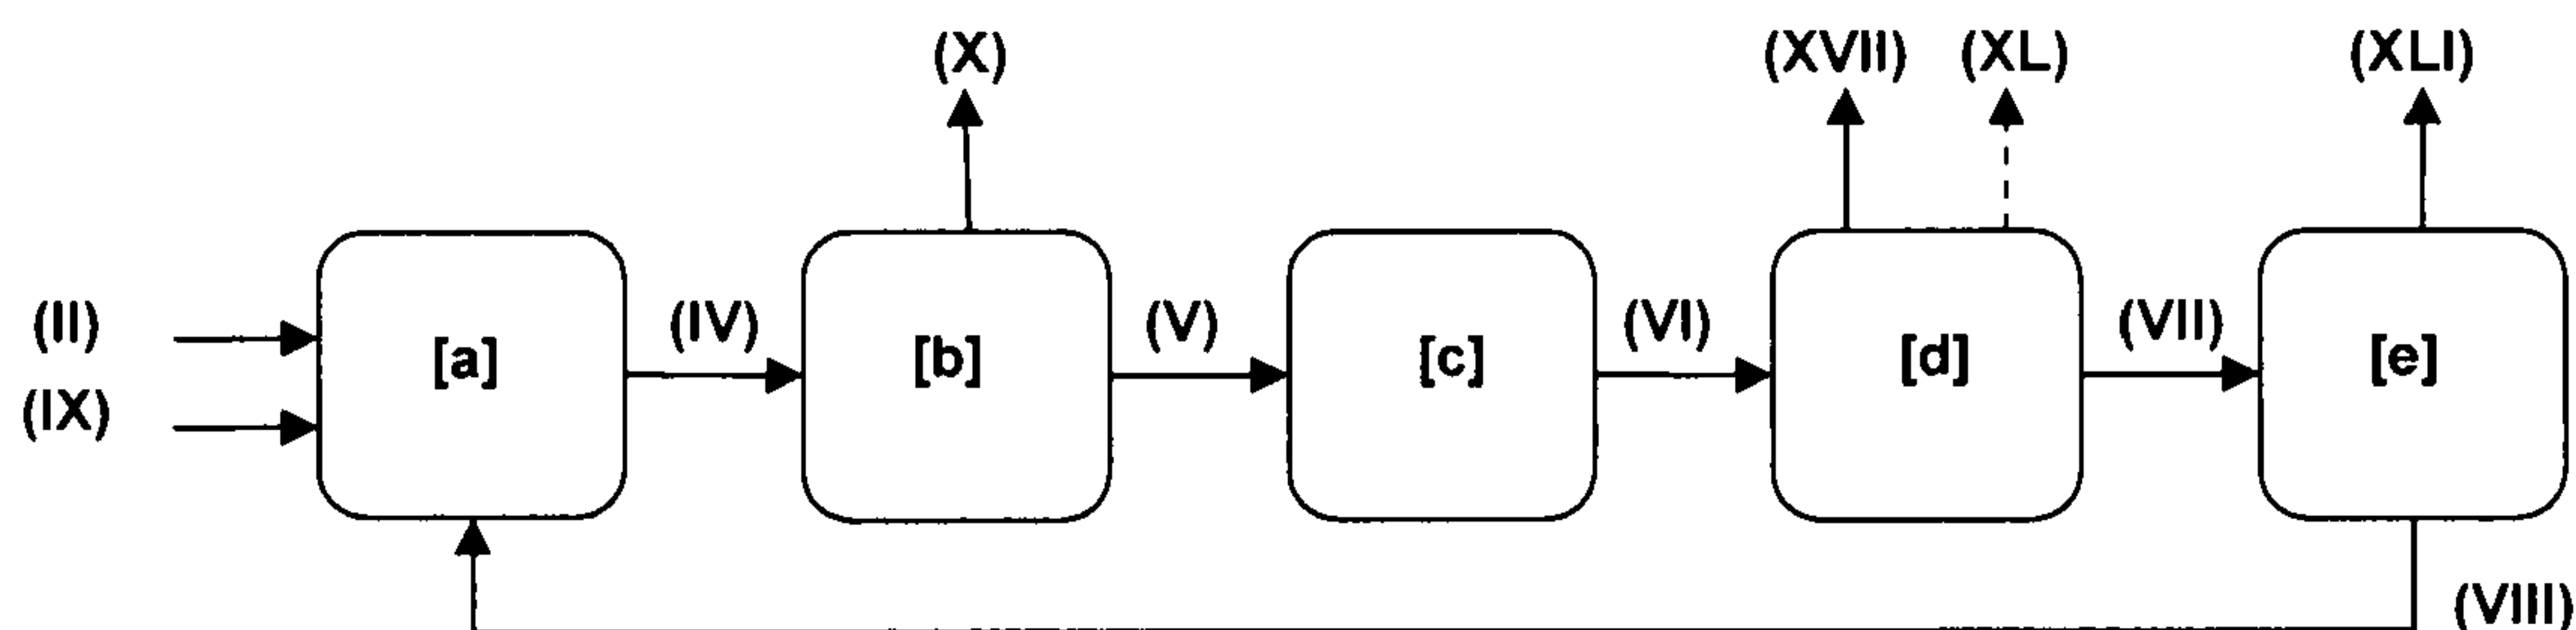 (X) (XVII) (XL) (XLI)
(II) (IV) (V) (VI) (VII)
[a] [b] [c] [d] [e]
(IX)
(VIII)